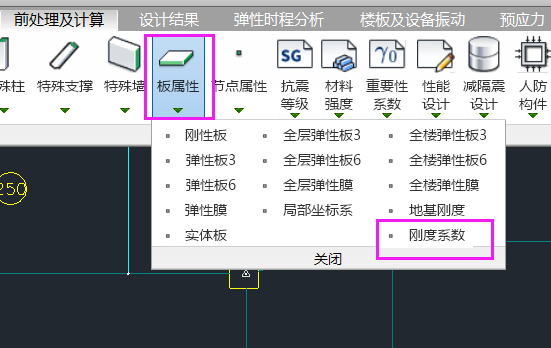 前处理及计算 设计结果 弹性时程分析 楼板及设备振动 预应力
SG γ0
殊柱 特殊支撑 特殊墙 板属性 节点属性 抗震 材料 重要性 性能 减隔震 人防
等级 强度 系数 设计 设计 构件
刚性板 全层弹性板3 全楼弹性板3
弹性板3 全层弹性板6 全楼弹性板6
弹性板6 全层弹性膜 全楼弹性膜
弹性膜 局部坐标系 地基刚度
实体板 刚度系数
关闭
250